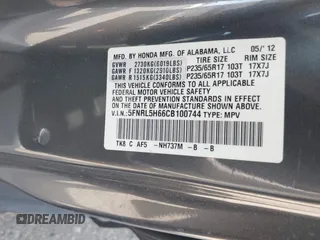 MFD. BY HONDA MFG. OF ALABAMA, LLC 05/'12
TIRE SIZE RIM SIZE
GVWR 2730KG(6019LBS)
GAWR F 1320KG(2910LBS) P235/65R17 103T 17X7J
GAWR R 1515KG(3340LBS) P235/65R17 103T 17X7J
THIS VEHICLE CONFORMS TO ALL APPLICABLE
FEDERAL MOTOR VEHICLE SAFETY AND THEFT
PREVENTION STANDARDS IN EFFECT ON THE
DATE OF MANUFACTURE SHOWN ABOVE.
V.I.N.:5FNRL5H66CB100744 TYPE: MPV
TK8 C AF5 -NH737M -B -B
© IAA/BIDMAD